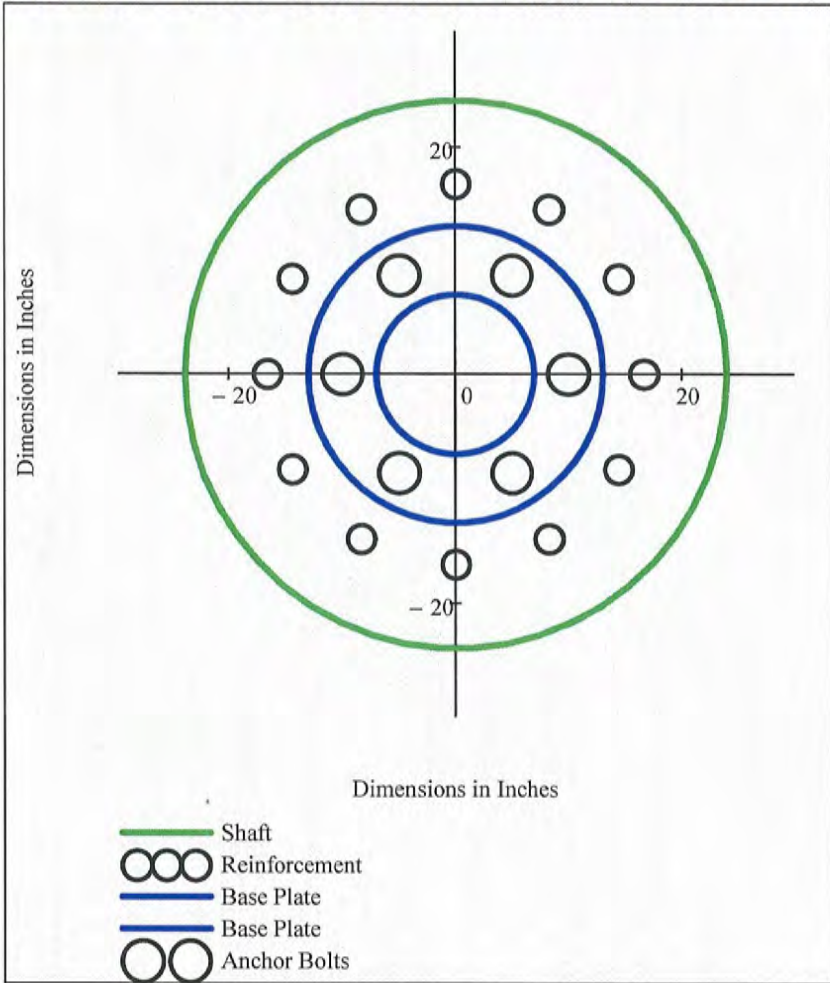 20
Dimensions in Inches
– 20
0
20
– 20
Dimensions in Inches
Shaft
Reinforcement
Base Plate
Base Plate
Anchor Bolts